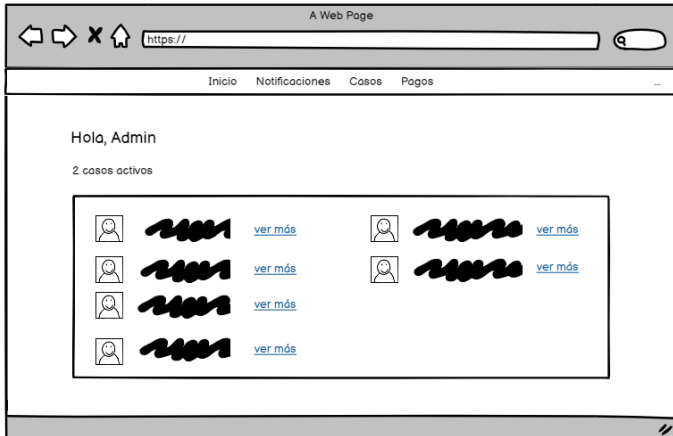 A Web Page
https://
Inicio Notificaciones Casos Pagos ...
Hola, Admin
2 casos activos
ver más ver más
ver más ver más
ver más
ver más